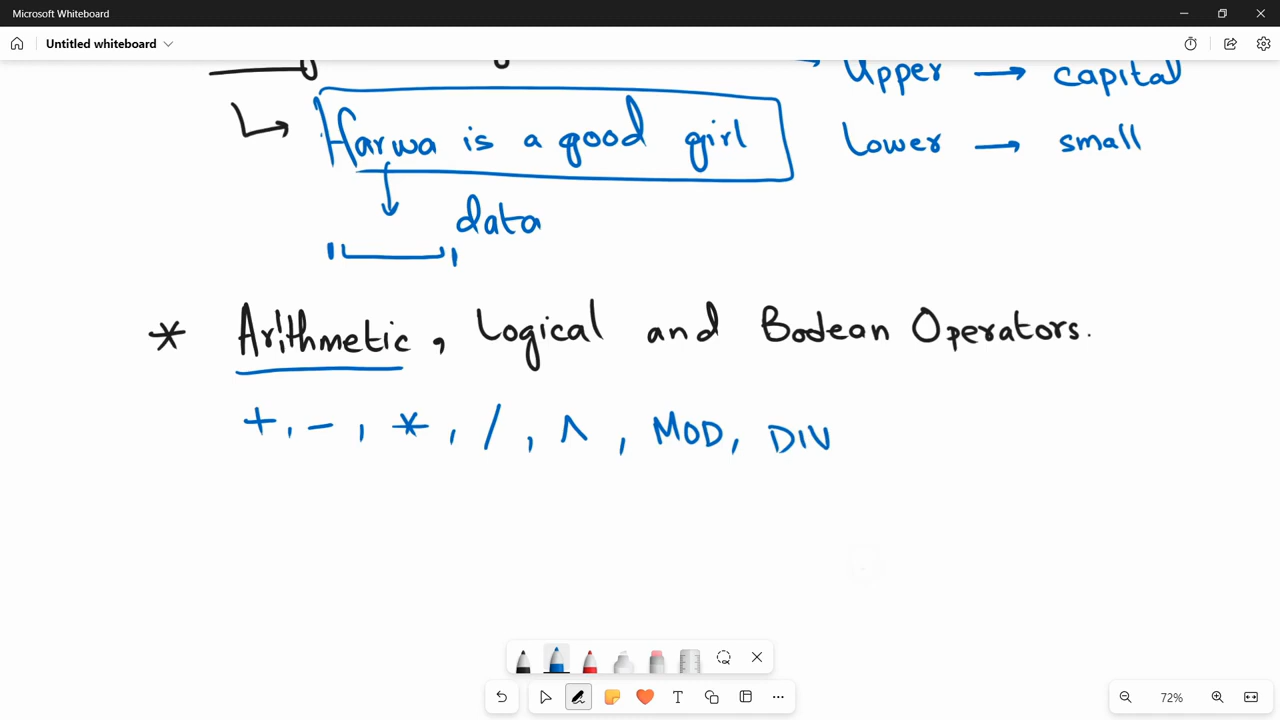 Microsoft Whiteboard
Untitled whiteboard
Upper → capital
Harwa is a good girl
Lower → small
data
* Arithmetic, Logical and Boolean Operators.
+, -, *, /, ^, MOD, DIV
72%